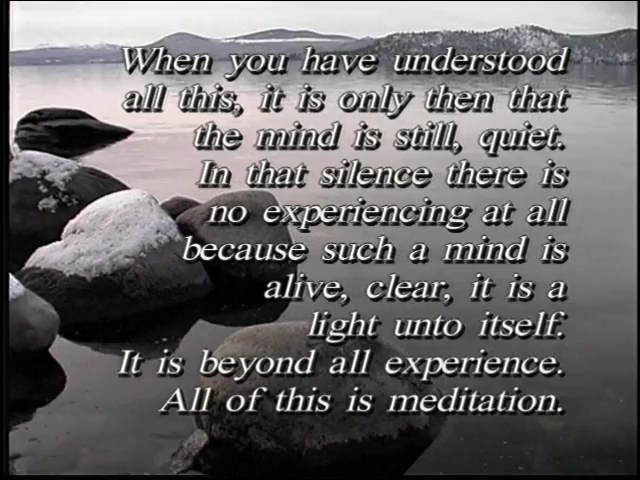 When you have understood
all this, it is only then that
the mind is still, quiet.
In that silence there is
no experiencing at all
because such a mind is
alive, clear, it is a
light unto itself.
It is beyond all experience.
All of this is meditation.